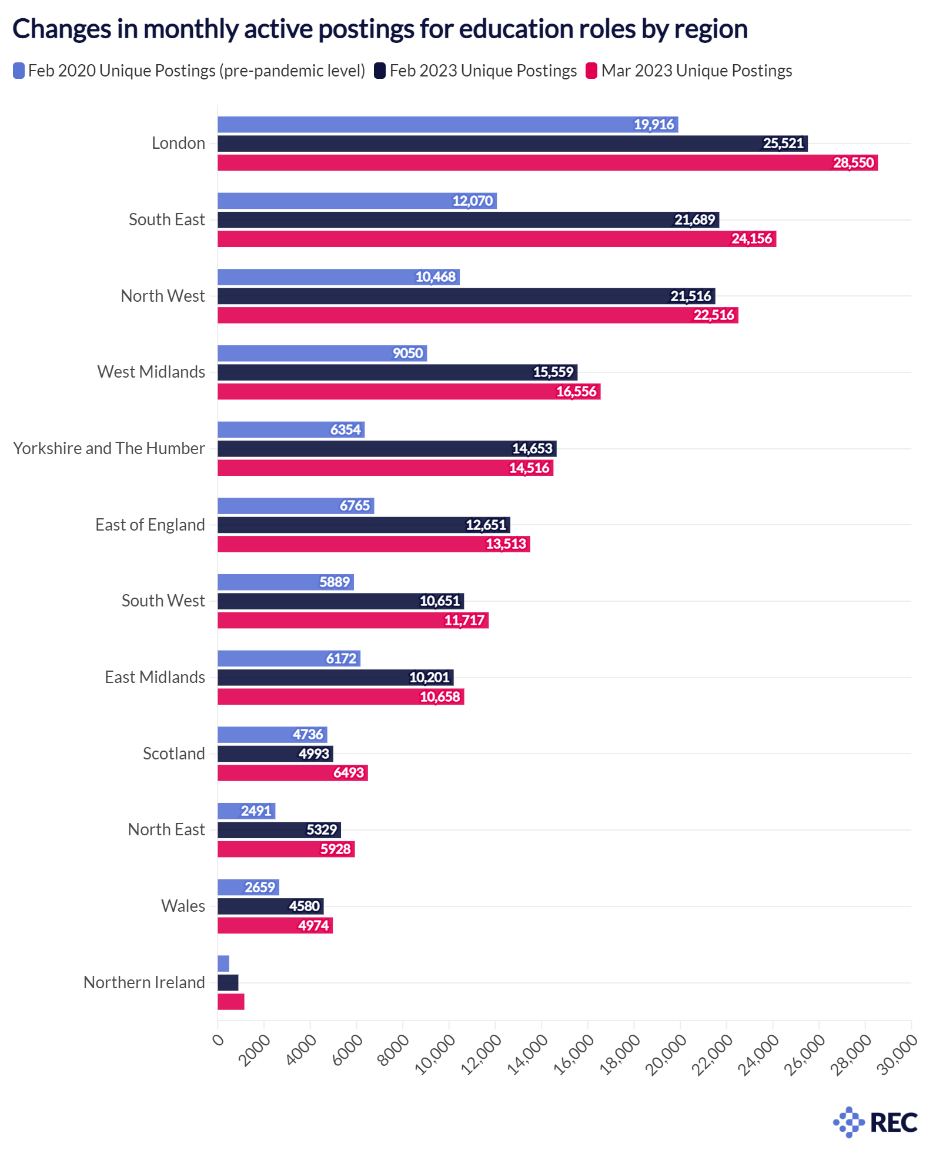 Changes in monthly active postings for education roles by region
Feb 2020 Unique Postings (pre-pandemic level) Feb 2023 Unique Postings Mar 2023 Unique Postings
19,916
London 25,521
28,550
12,070
South East 21,689
24,156
10,468
North West 21,516
22,516
9050
West Midlands 15,559
16,556
6354
Yorkshire and The Humber 14,653
14,516
6765
East of England 12,651
13,513
5889
South West 10,651
11,717
6172
East Midlands 10,201
10,658
4736
Scotland 4993
6493
2491
North East 5329
5928
2659
Wales 4580
4974
Northern Ireland
0 2000 4000 6000 8000 10,000 12,000 14,000 16,000 18,000 20,000 22,000 24,000 26,000 28,000 30,000
REC